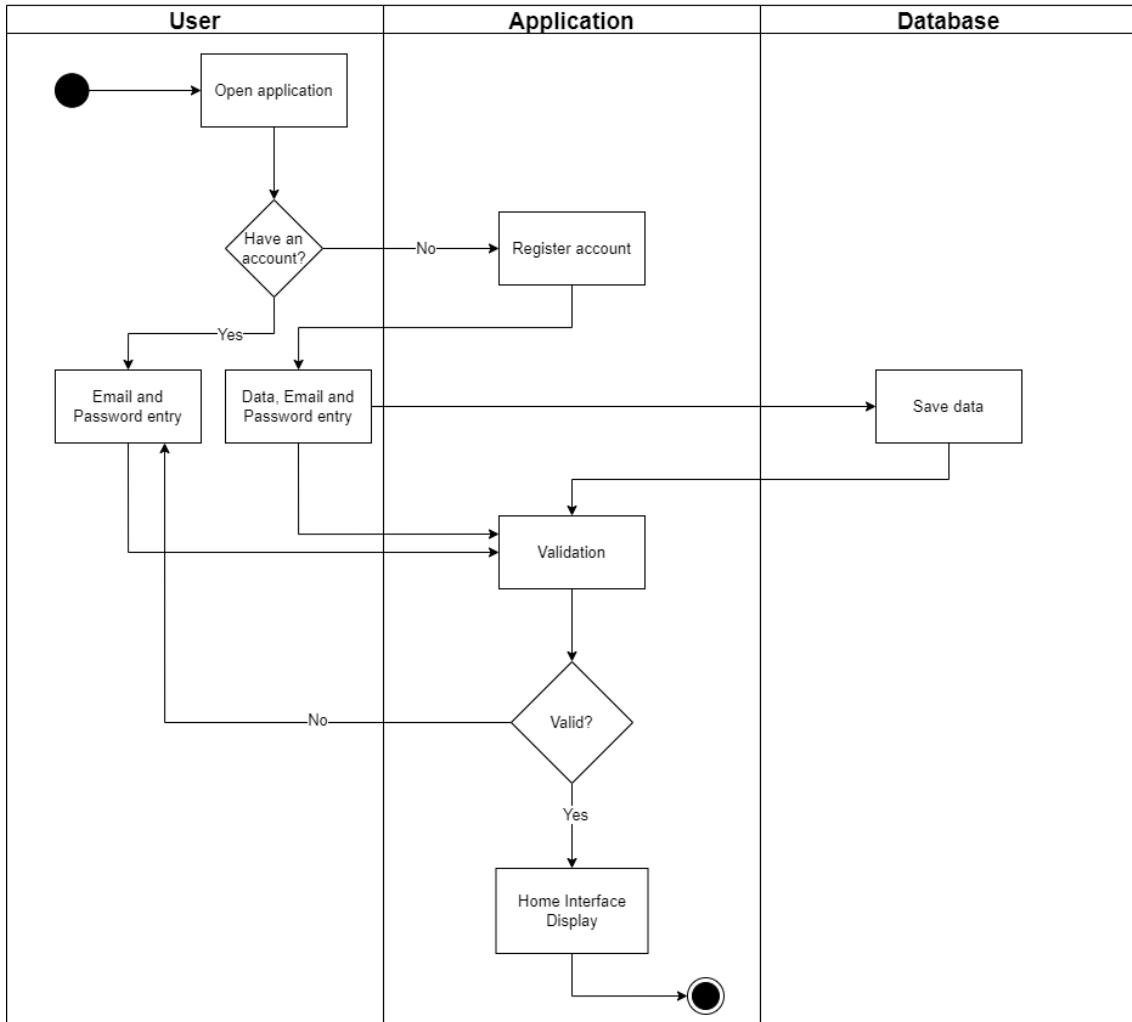 User
Application
Database
Open application
Have an
account?
No
Register account
Yes
Email and
Password entry
Data, Email and
Password entry
Save data
Validation
No
Valid?
Yes
Home Interface
Display